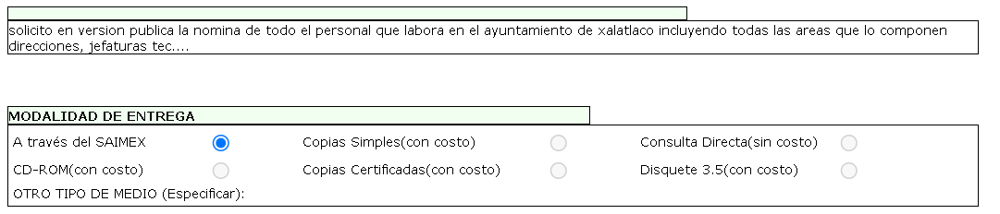 solicito en version publica la nomina de todo el personal que labora en el ayuntamiento de xalatlaco incluyendo todas las areas que lo componen
direcciones, jefaturas tec....
MODALIDAD DE ENTREGA
A través del SAIMEX Copias Simples(con costo) Consulta Directa(sin costo)
CD-ROM(con costo) Copias Certificadas(con costo) Disquete 3.5(con costo)
OTRO TIPO DE MEDIO (Especificar):